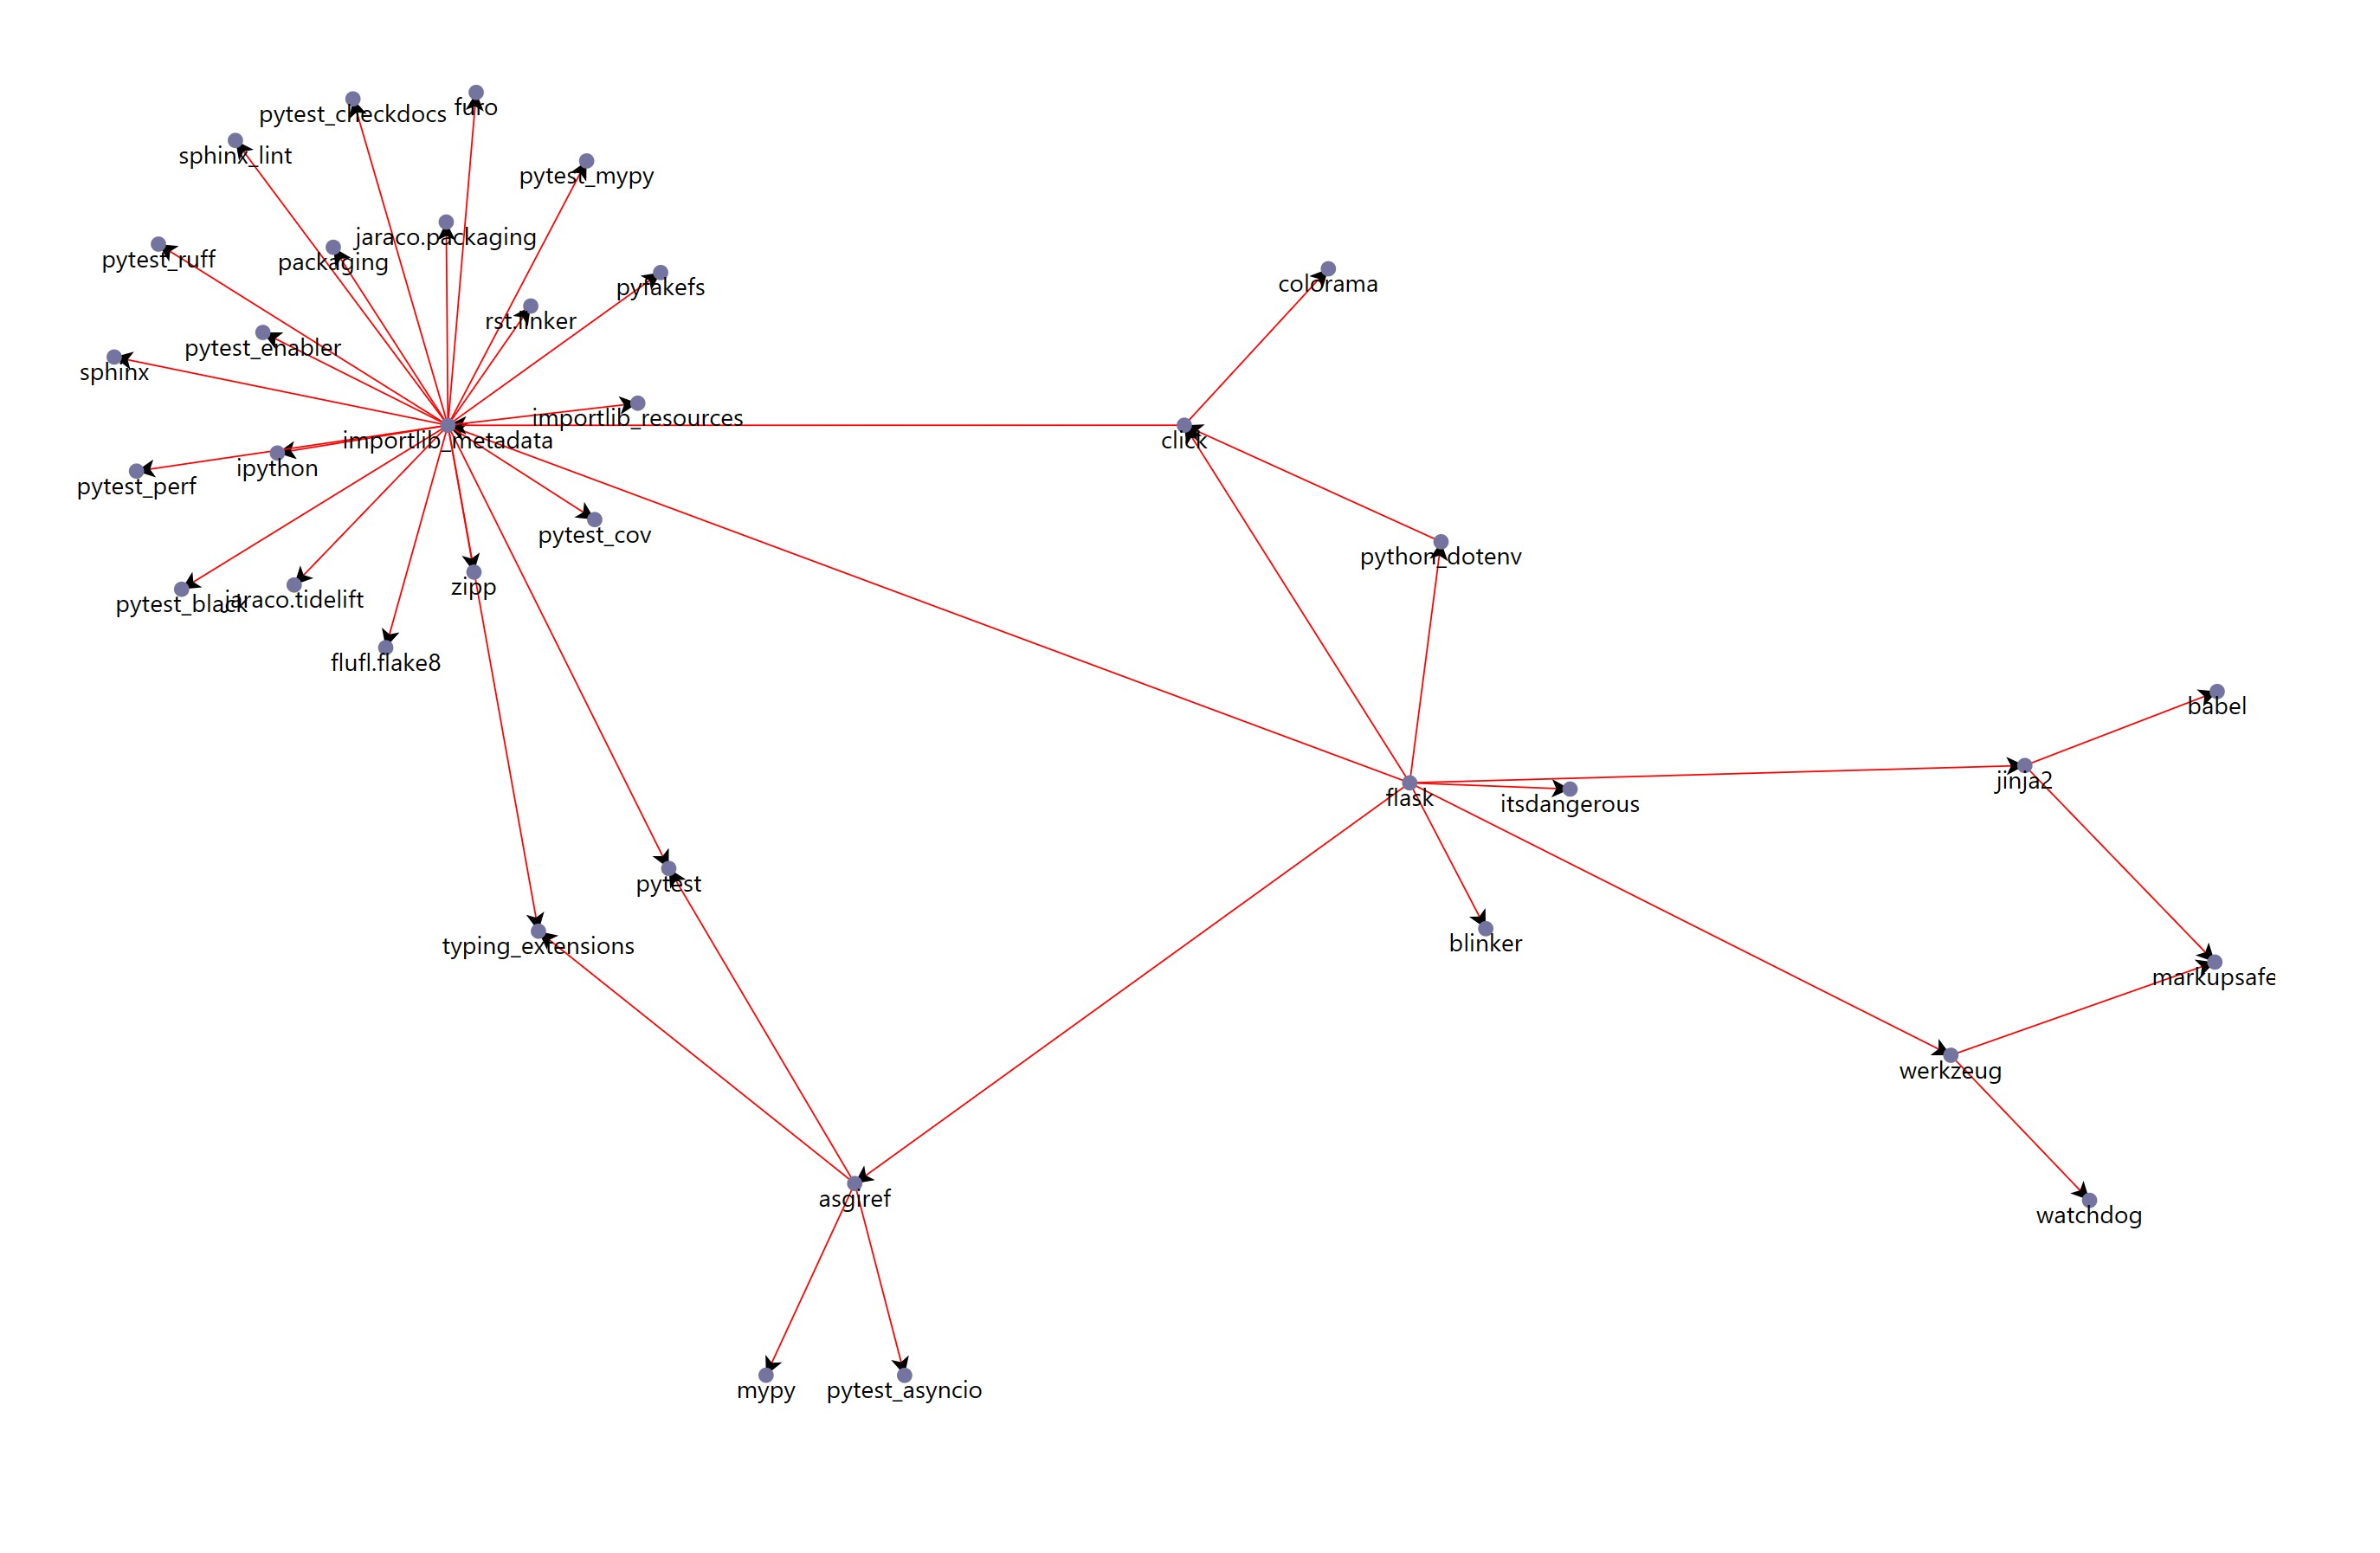 furo
pytest_checkdocs
sphinx_lint
pytest_mypy
jaraco.packaging
pytest_ruff
packaging
pyfakefs
colorama
rst.linker
pytest_enabler
sphinx
importlib_resources
importlib_metadata
click
ipython
pytest_perf
pytest_cov
python_dotenv
zipp
jaraco.tidelift
pytest_black
flufl.flake8
babel
jinja2
flask
itsdangerous
pytest
blinker
typing_extensions
markupsafe
werkzeug
asgiref
watchdog
mypy
pytest_asyncio